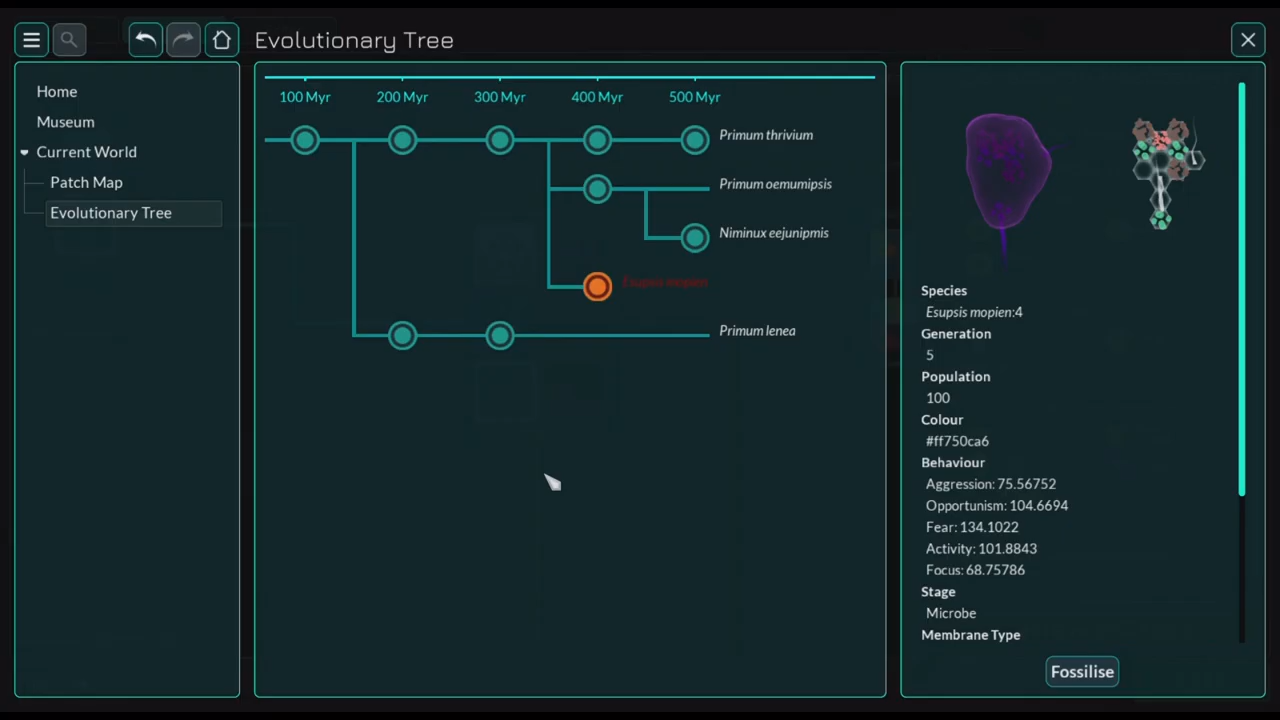 Evolutionary Tree
Home
Museum
Current World
Patch Map
Evolutionary Tree
100 Myr 200 Myr 300 Myr 400 Myr 500 Myr
Primum thrivium
Primum oemumipsis
Niminux eejunipmis
Esupsis mopien
Primum lenea
Species
Esupsis mopien:4
Generation
5
Population
100
Colour
#ff750ca6
Behaviour
Aggression: 75.56752
Opportunism: 104.6694
Fear: 134.1022
Activity: 101.8843
Focus: 68.75786
Stage
Microbe
Membrane Type
Fossilise